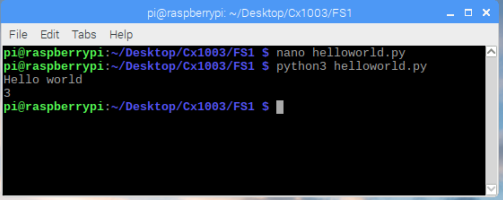 pi@raspberrypi: ~/Desktop/Cx1003/FS1
File Edit Tabs Help
pi@raspberrypi:~/Desktop/Cx1003/FS1 $ nano helloworld.py
pi@raspberrypi:~/Desktop/Cx1003/FS1 $ python3 helloworld.py
Hello world
3
pi@raspberrypi:~/Desktop/Cx1003/FS1 $